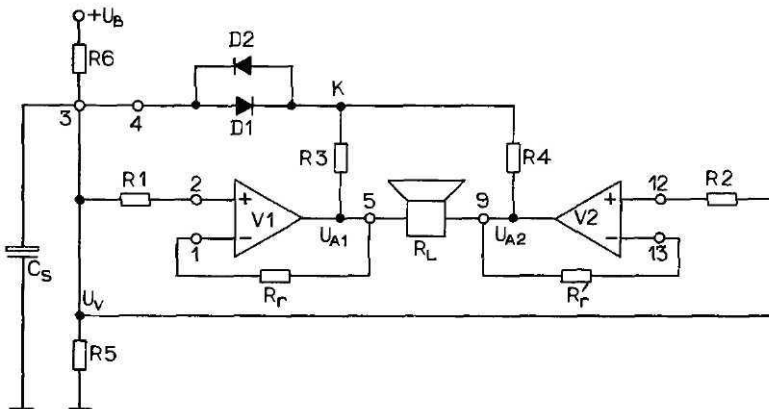 +U_B
R6
D2
3
4
D1
K
R3
R4
R1
2
+
V1
-
1
U_A1
5
R_L
9
U_A2
+
V2
-
12
R2
13
C_S
R_r
R'_r
U_V
R5